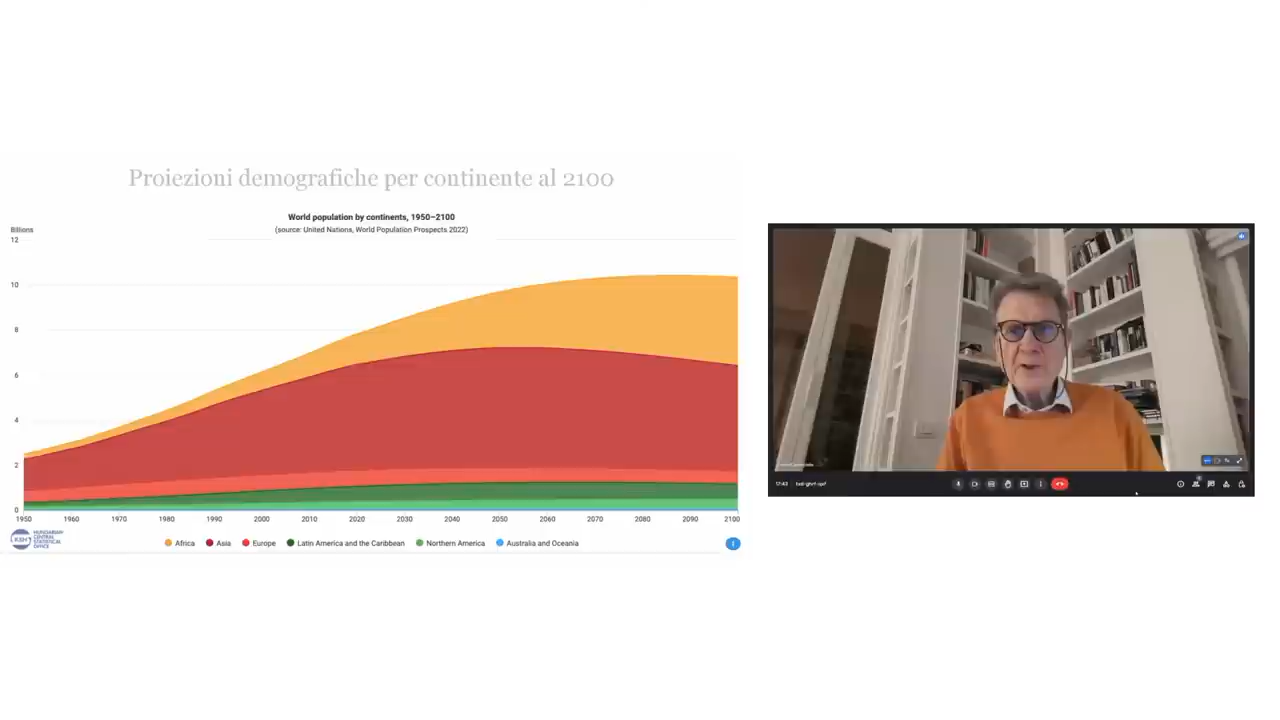 Proiezioni demografiche per continente al 2100
World population by continents, 1950–2100
(source: United Nations, World Population Prospects 2022)
Billions
12
10
8
6
4
2
0
1950 1960 1970 1980 1990 2000 2010 2020 2030 2040 2050 2060 2070 2080 2090 2100
KSH HUNGARIAN
CENTRAL
STATISTICAL
OFFICE
Africa Asia Europe Latin America and the Caribbean Northern America Australia and Oceania
17:43